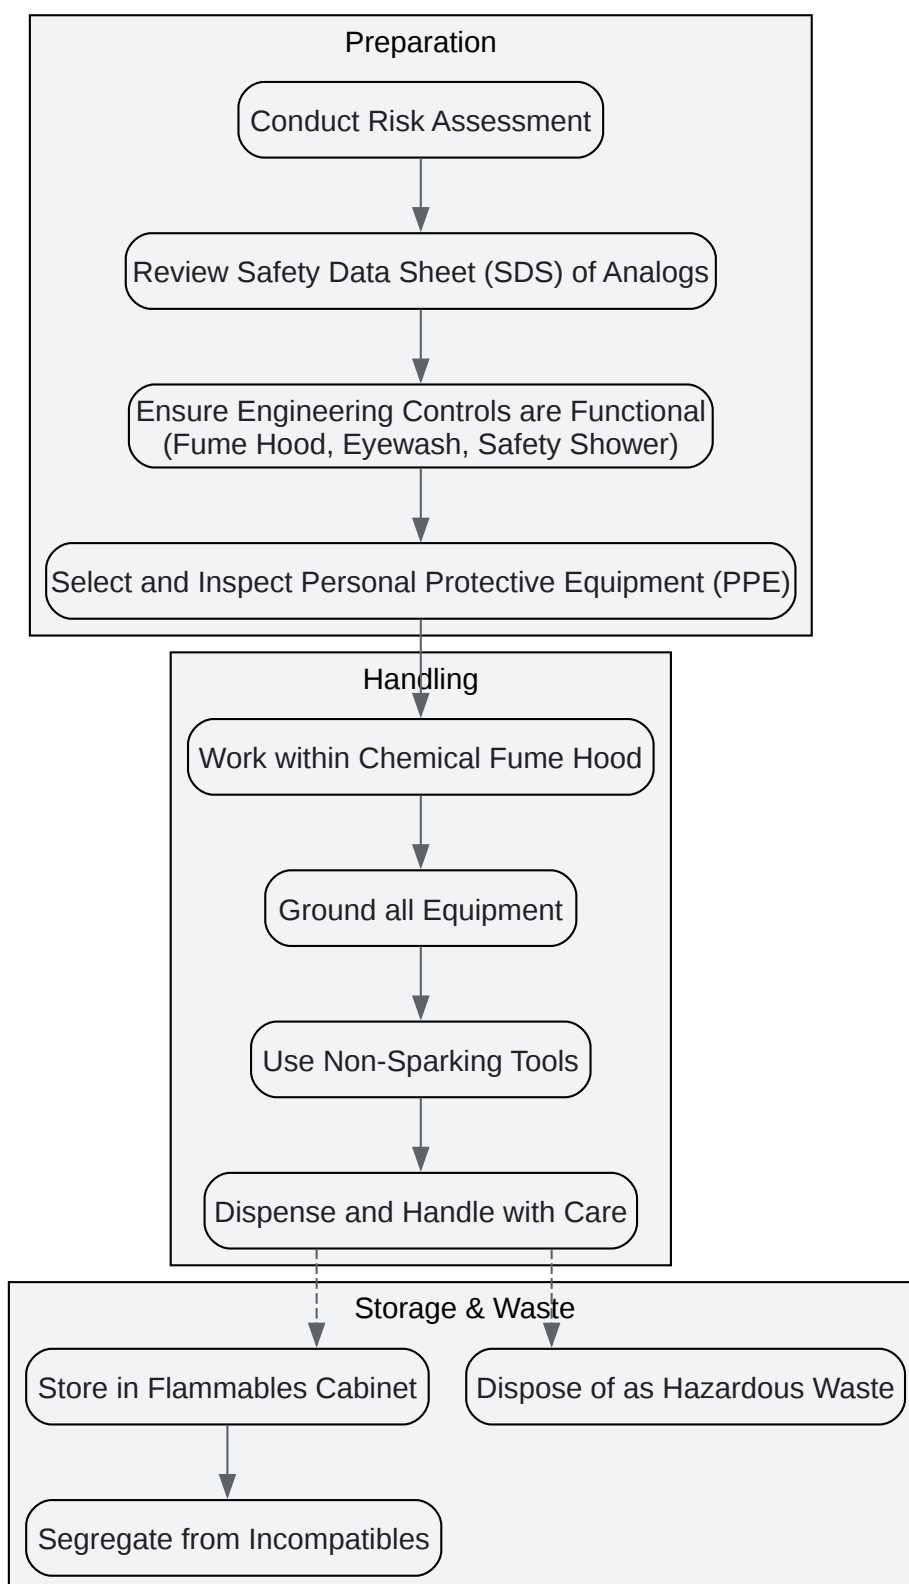 Preparation
Conduct Risk Assessment
Review Safety Data Sheet (SDS) of Analogs
Ensure Engineering Controls are Functional
(Fume Hood, Eyewash, Safety Shower)
Select and Inspect Personal Protective Equipment (PPE)
Handling
Work within Chemical Fume Hood
Ground all Equipment
Use Non-Sparking Tools
Dispense and Handle with Care
Storage & Waste
Store in Flammables Cabinet
Dispose of as Hazardous Waste
Segregate from Incompatibles